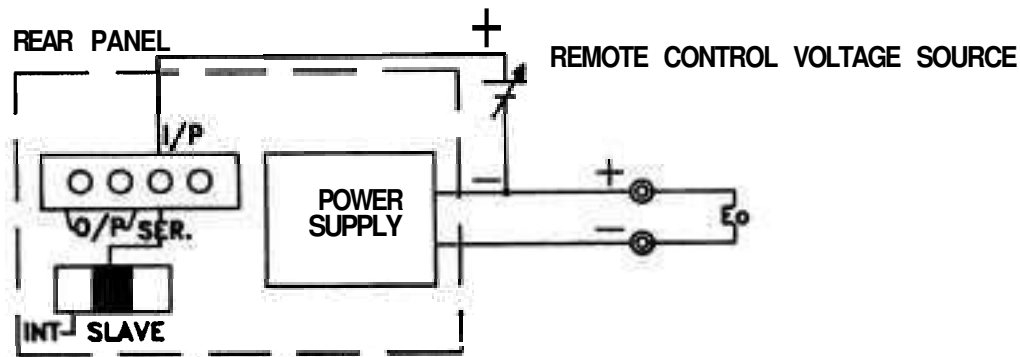 REAR PANEL
+
REMOTE CONTROL VOLTAGE SOURCE
I/P
O/P SER.
INT SLAVE
POWER
SUPPLY
-
+
-
Eo